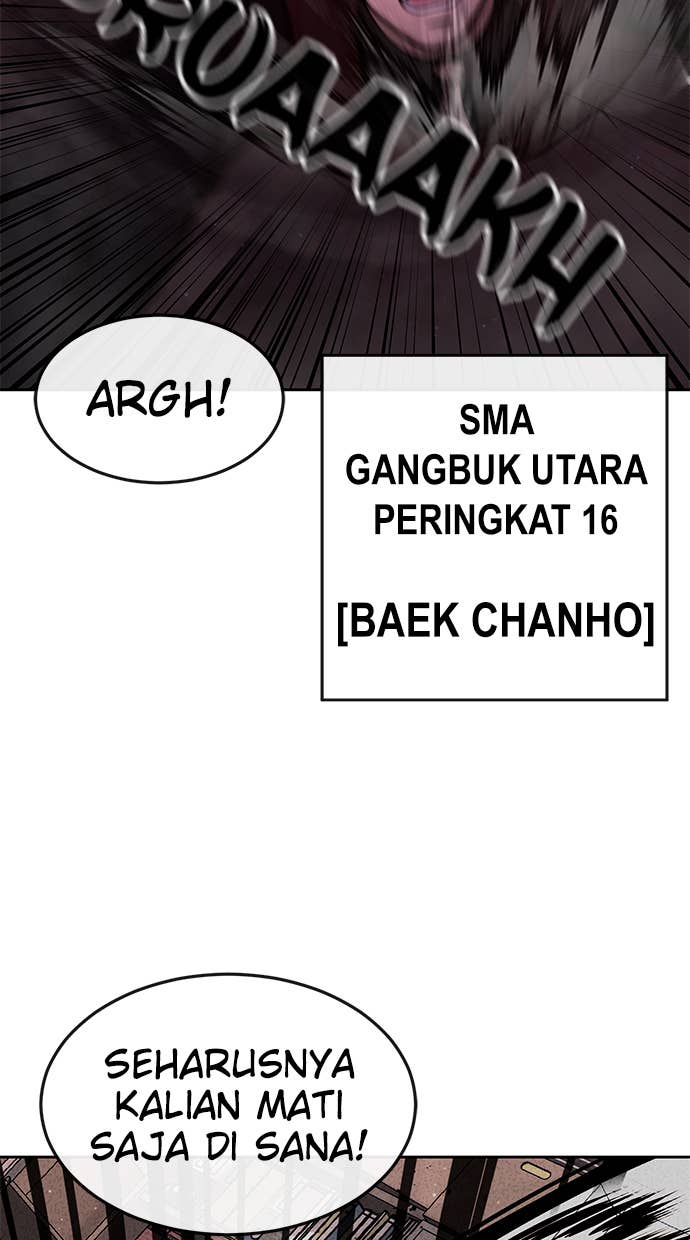 RUAAAKH
ARGH!
SMA
GANGBUK UTARA
PERINGKAT 16
[BAEK CHANHO]
SEHARUSNYA
KALIAN MATI
SAJA DI SANA!